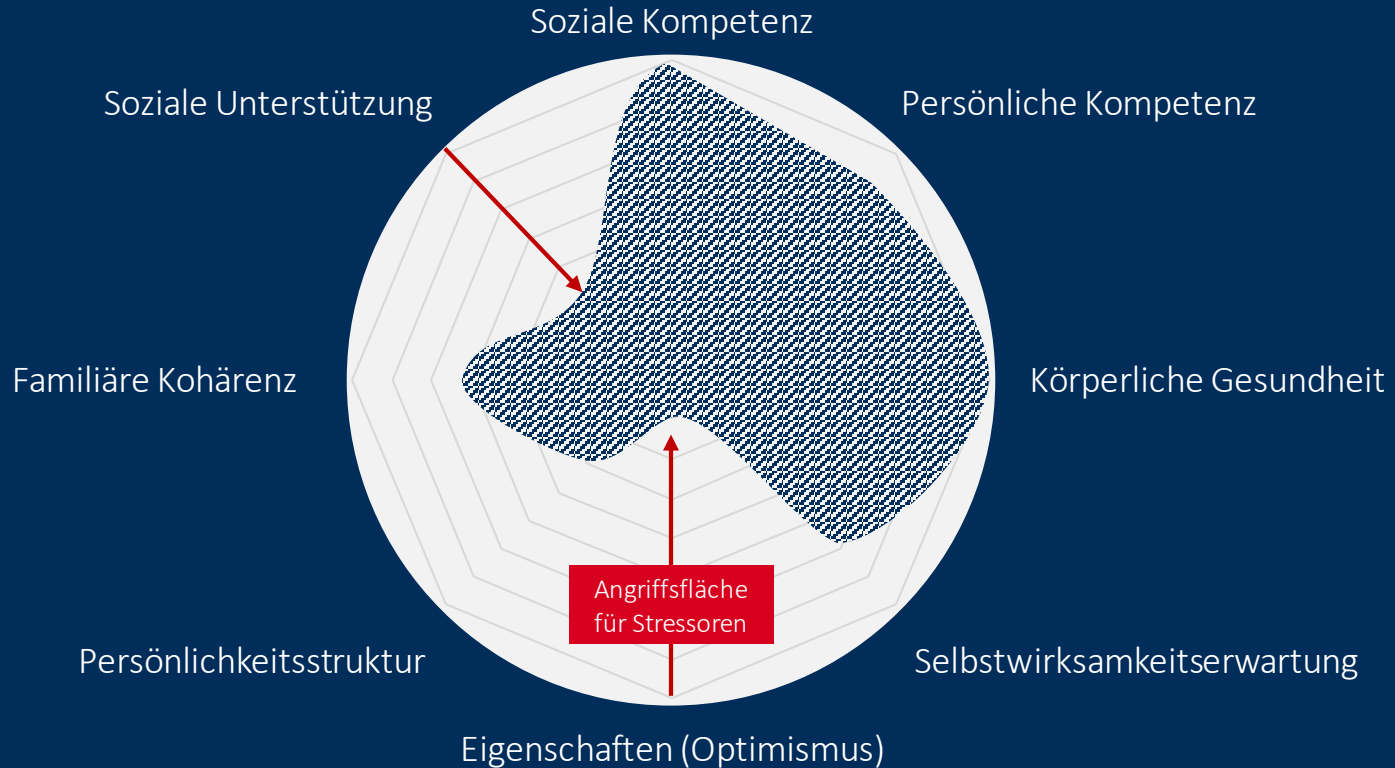 Soziale Kompetenz
Soziale Unterstützung
Persönliche Kompetenz
Familiäre Kohärenz
Körperliche Gesundheit
Angriffsfläche
für Stressoren
Persönlichkeitsstruktur
Selbstwirksamkeitserwartung
Eigenschaften (Optimismus)